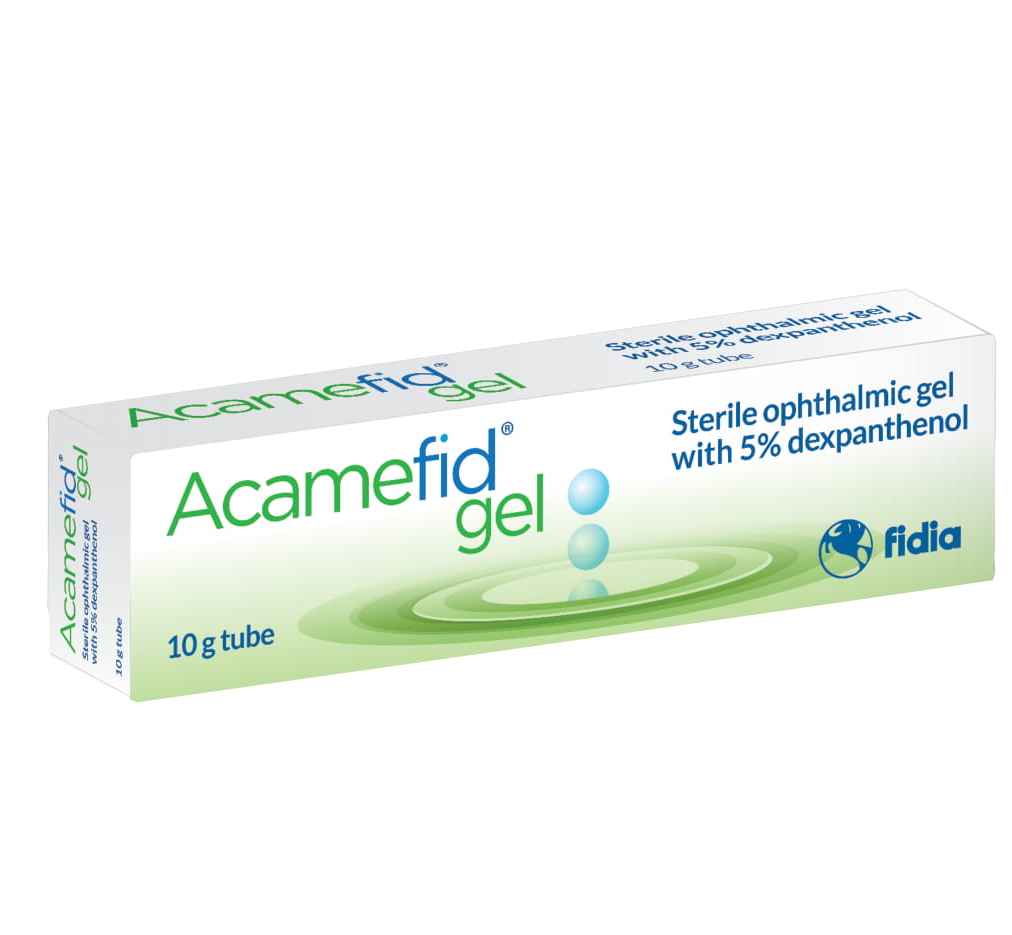 Acamefid®
gel
Sterile ophthalmic gel
with 5% dexpanthenol
10 g tube
Acamefid®
gel
Sterile ophthalmic gel
with 5% dexpanthenol
fidia
10 g tube
Acamefid®
gel
Sterile ophthalmic gel
with 5% dexpanthenol
10 g tube